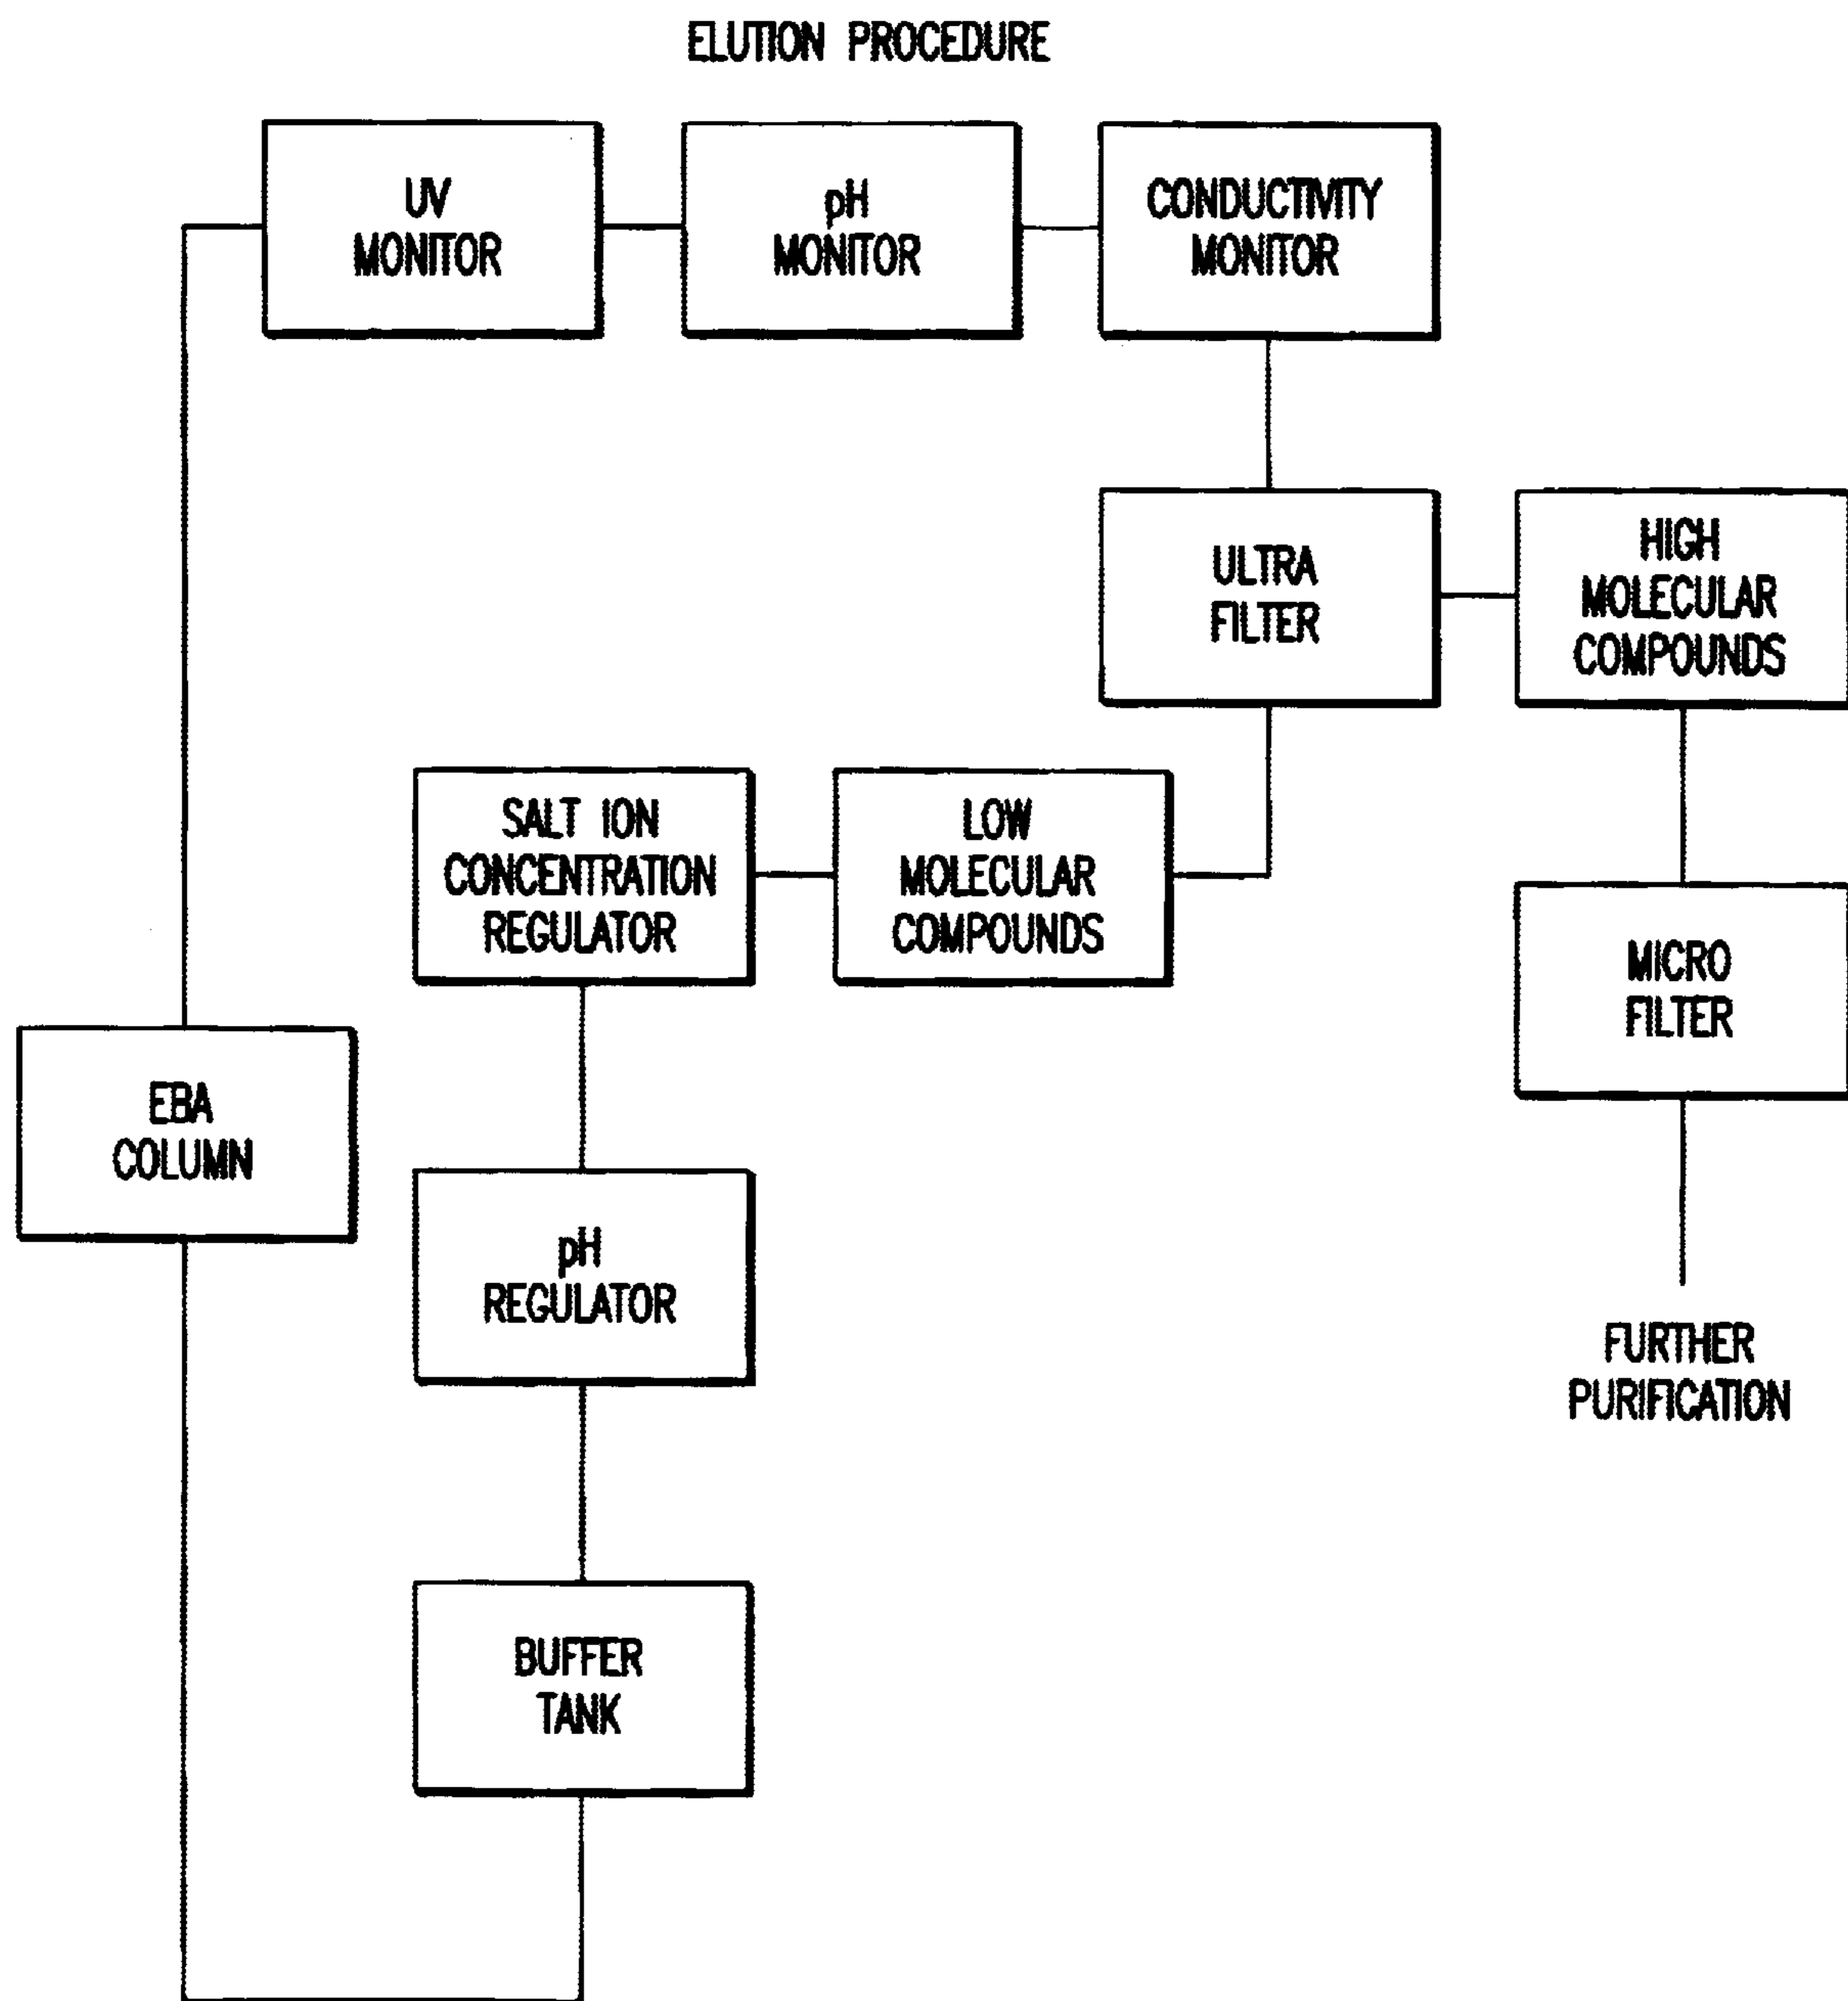 ELUTION PROCEDURE
UV
MONITOR
pH
MONITOR
CONDUCTIVITY
MONITOR
ULTRA
FILTER
HIGH
MOLECULAR
COMPOUNDS
SALT ION
CONCENTRATION
REGULATOR
LOW
MOLECULAR
COMPOUNDS
MICRO
FILTER
EBA
COLUMN
pH
REGULATOR
FURTHER
PURIFICATION
BUFFER
TANK